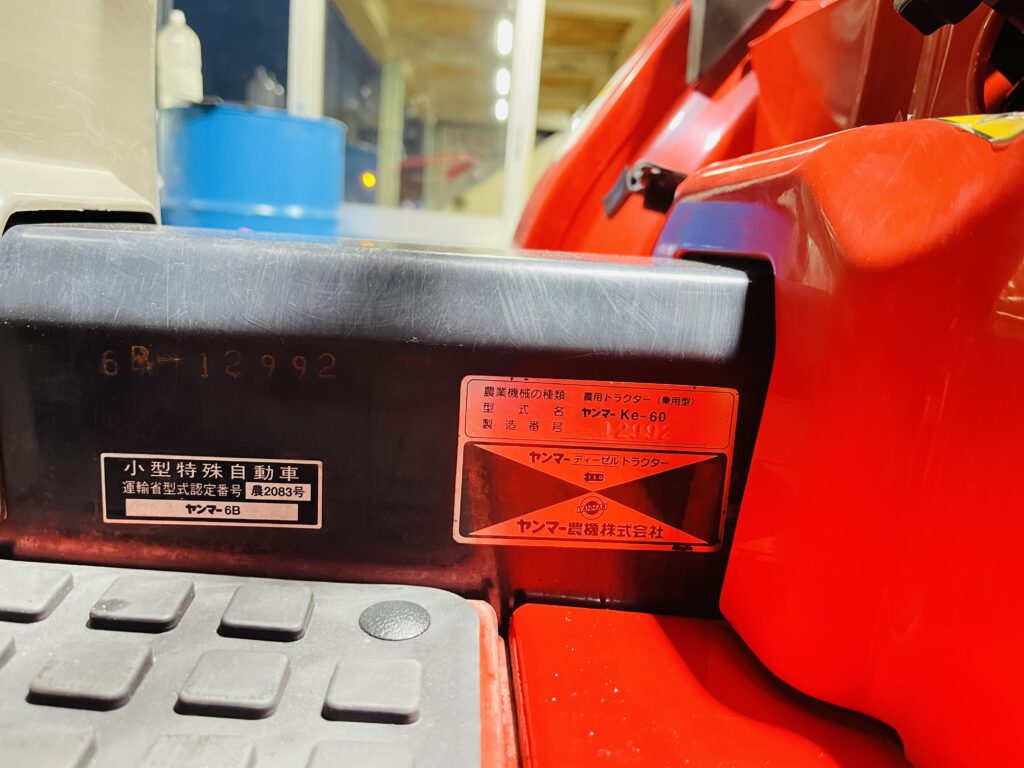 6B-12992
農業機械の種類 農用トラクター（乗用型）
型式名 ヤンマー Ke-60
製造番号 12992
ヤンマーディーゼルトラクター
YANMAR
ヤンマー農機株式会社
小型特殊自動車
運輸省型式認定番号 農2083号
ヤンマー6B